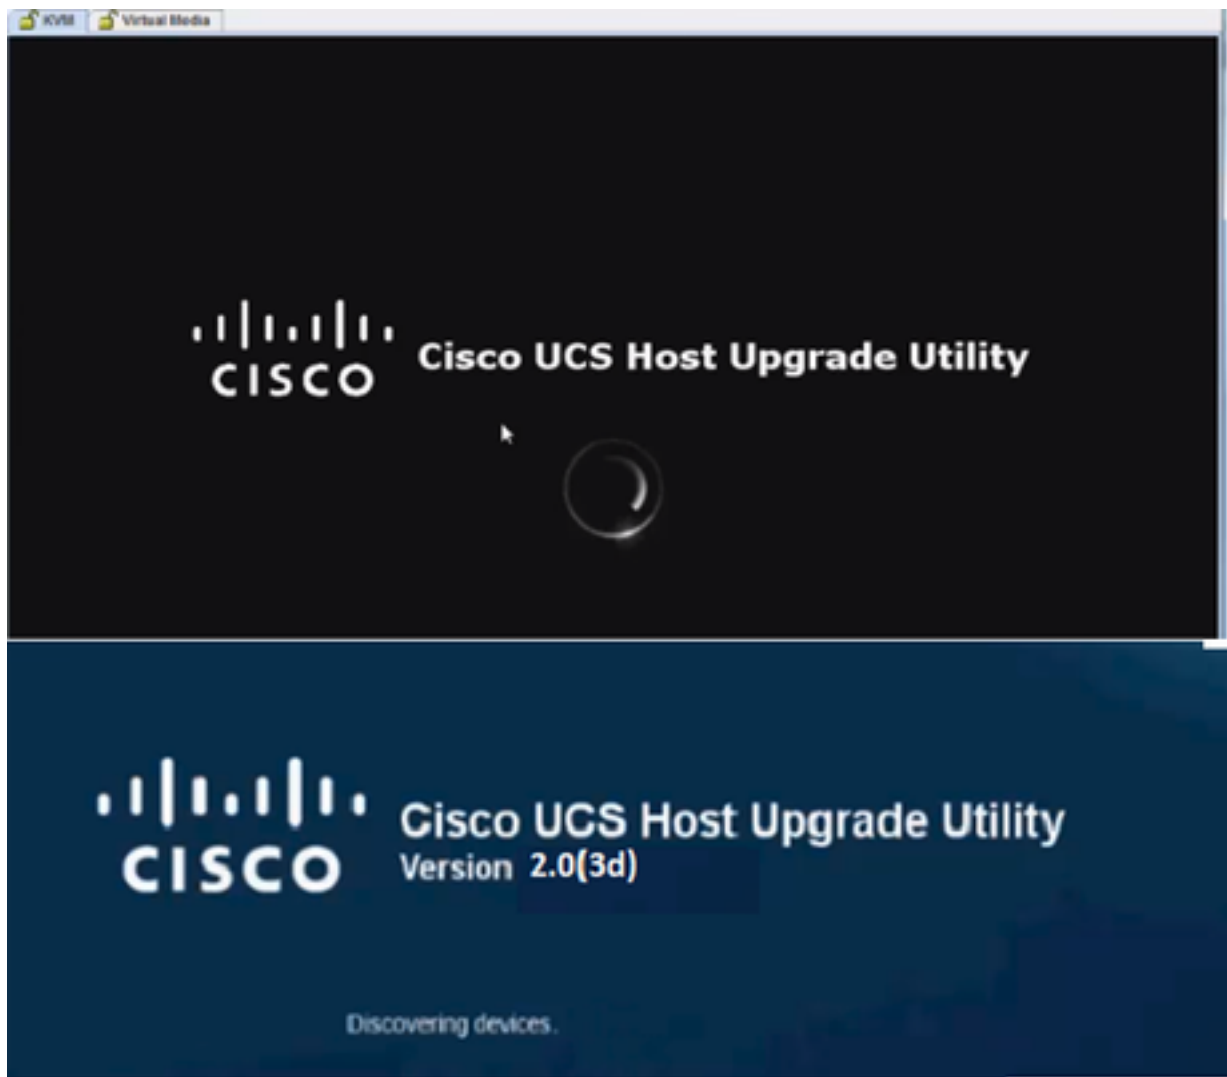 KVM Virtual Media
CISCO
Cisco UCS Host Upgrade Utility
CISCO
Cisco UCS Host Upgrade Utility
Version 2.0(3d)
Discovering devices.